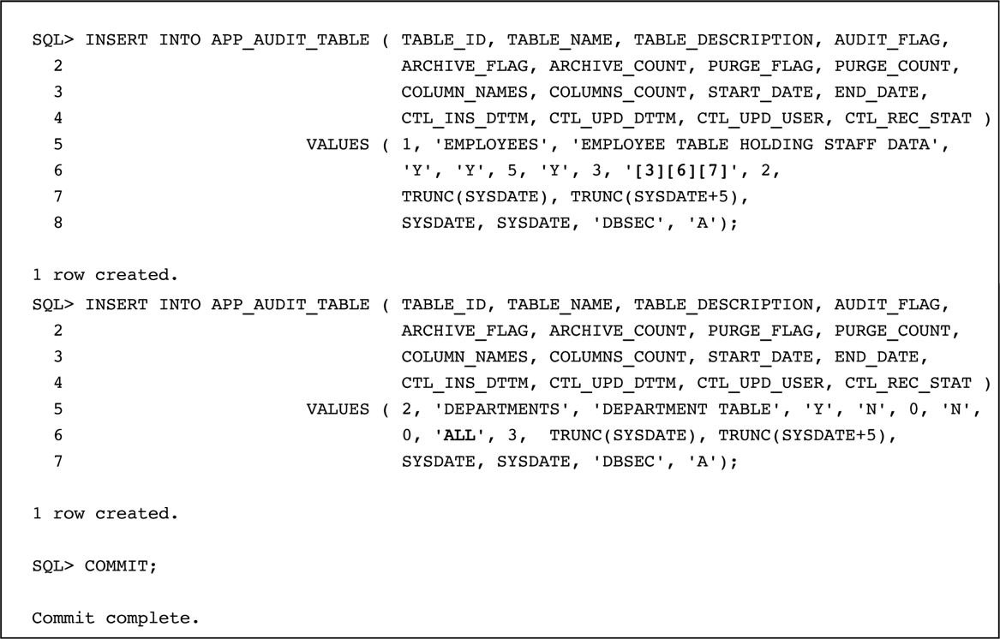 SQL> INSERT INTO APP_AUDIT_TABLE ( TABLE_ID, TABLE_NAME, TABLE_DESCRIPTION, AUDIT_FLAG,
2 ARCHIVE_FLAG, ARCHIVE_COUNT, PURGE_FLAG, PURGE_COUNT,
3 COLUMN_NAMES, COLUMNS_COUNT, START_DATE, END_DATE,
4 CTL_INS_DTTM, CTL_UPD_DTTM, CTL_UPD_USER, CTL_REC_STAT )
5 VALUES ( 1, 'EMPLOYEES', 'EMPLOYEE TABLE HOLDING STAFF DATA',
6 'Y', 'Y', 5, 'Y', 3, '[3][6][7]', 2,
7 TRUNC(SYSDATE), TRUNC(SYSDATE+5),
8 SYSDATE, SYSDATE, 'DBSEC', 'A');
1 row created.
SQL> INSERT INTO APP_AUDIT_TABLE ( TABLE_ID, TABLE_NAME, TABLE_DESCRIPTION, AUDIT_FLAG,
2 ARCHIVE_FLAG, ARCHIVE_COUNT, PURGE_FLAG, PURGE_COUNT,
3 COLUMN_NAMES, COLUMNS_COUNT, START_DATE, END_DATE,
4 CTL_INS_DTTM, CTL_UPD_DTTM, CTL_UPD_USER, CTL_REC_STAT )
5 VALUES ( 2, 'DEPARTMENTS', 'DEPARTMENT TABLE', 'Y', 'N', 0, 'N',
6 0, 'ALL', 3, TRUNC(SYSDATE), TRUNC(SYSDATE+5),
7 SYSDATE, SYSDATE, 'DBSEC', 'A');
1 row created.
SQL> COMMIT;
Commit complete.